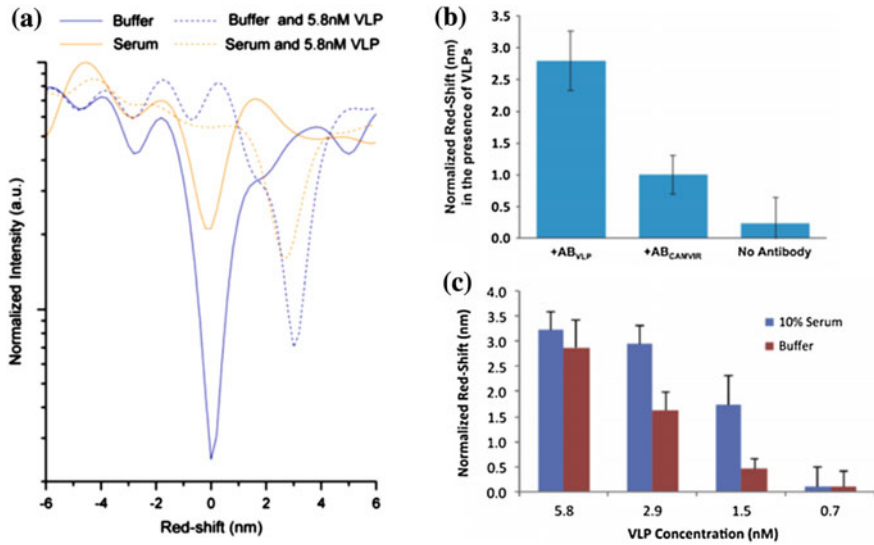 (a)
Buffer
Buffer and 5.8nM VLP
Serum
Serum and 5.8nM VLP
Normalized Intensity (a.u.)
-6 -4 -2 0 2 4 6
Red-shift (nm)
(b)
Normalized Red-Shift (nm)
in the presence of VLPs
3.5
3.0
2.5
2.0
1.5
1.0
0.5
0.0
+ABVLP
+ABCAMVIR
No Antibody
(c)
Normalized Red-Shift (nm)
4.0
3.5
3.0
2.5
2.0
1.5
1.0
0.5
0.0
10% Serum
Buffer
5.8 2.9 1.5 0.7
VLP Concentration (nM)